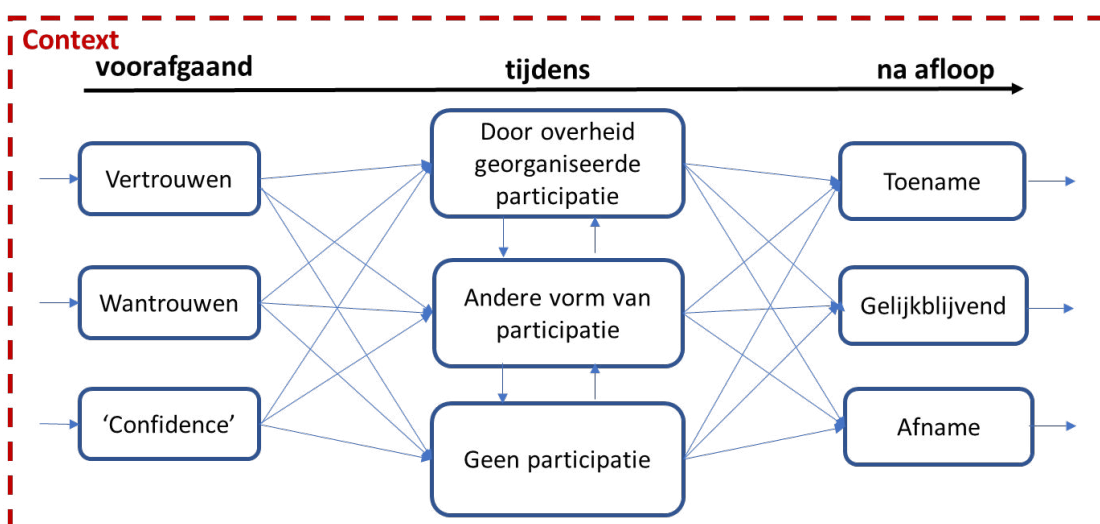 Context
voorafgaand
tijdens
na afloop
Vertrouwen
Door overheid
georganiseerde
participatie
Toename
Wantrouwen
Andere vorm van
participatie
Gelijkblijvend
‘Confidence’
Geen participatie
Afname